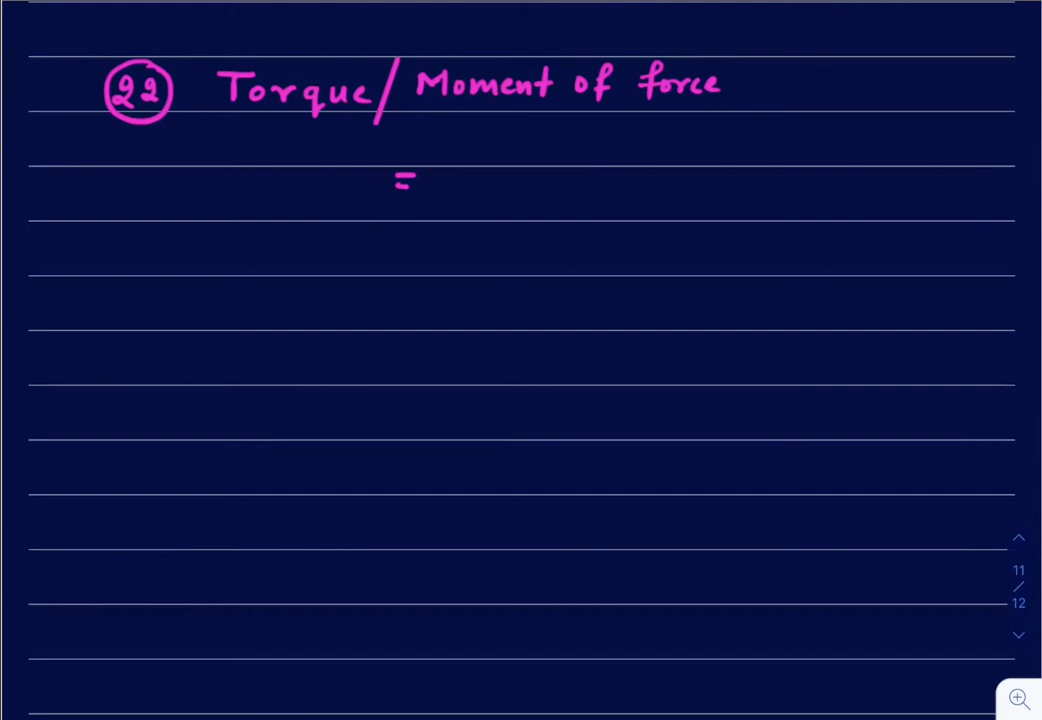 22 Torque/ Moment of force
=
11
/
12